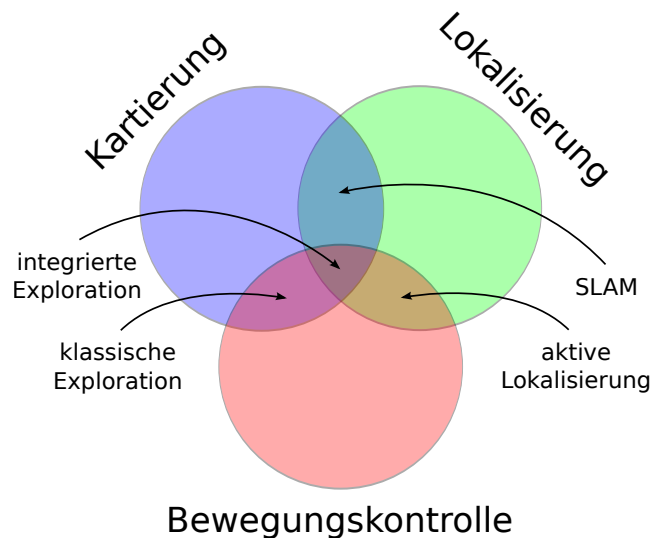 Kartierung
Lokalisierung
integrierte
Exploration
SLAM
klassische
Exploration
aktive
Lokalisierung
Bewegungskontrolle